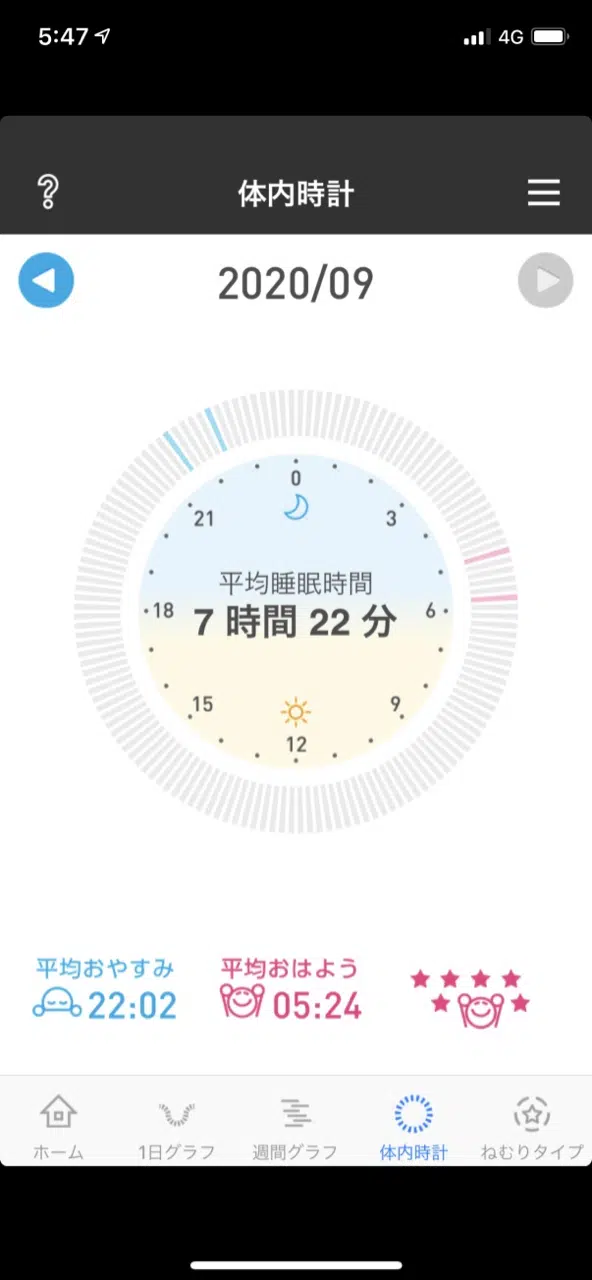 5:47
4G
体内時計
2020/09
0
21
3
平均睡眠時間
18
7 時間 22 分
6
15
9
12
平均おやすみ
平均おはよう
22:02
05:24
ホーム
1日グラフ
週間グラフ
体内時計
ねむりタイプ